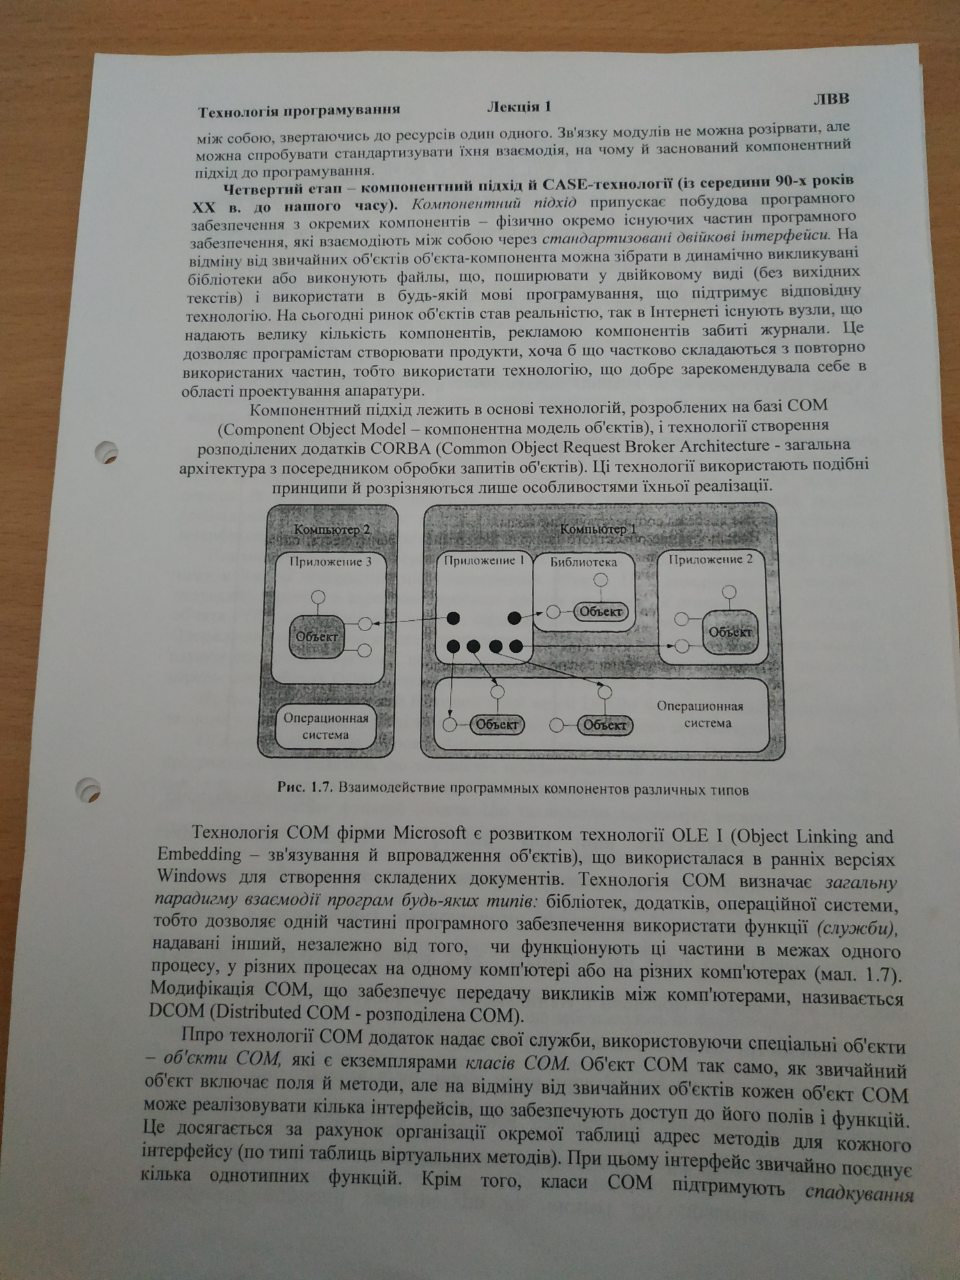 Технологія програмування Лекція 1 ЛВВ
між собою, звертаючись до ресурсів один одного. Зв'язку модулів не можна розірвати, але
можна спробувати стандартизувати їхня взаємодія, на чому й заснований компонентний
підхід до програмування.
Четвертий етап – компонентний підхід й CASE-технології (із середини 90-х років
XX в. до нашого часу). Компонентний підхід припускає побудова програмного
забезпечення з окремих компонентів – фізично окремо існуючих частин програмного
забезпечення, які взаємодіють між собою через стандартизовані двійкові інтерфейси. На
відміну від звичайних об'єктів об'єкта-компонента можна зібрати в динамічно викликувані
бібліотеки або виконують файлы, що, поширювати у двійковому виді (без вихідних
текстів) і використати в будь-якій мові програмування, що підтримує відповідну
технологію. На сьогодні ринок об'єктів став реальністю, так в Інтернеті існують вузли, що
надають велику кількість компонентів, рекламою компонентів забиті журнали. Це
дозволяє програмістам створювати продукти, хоча б що частково складаються з повторно
використаних частин, тобто використати технологію, що добре зарекомендувала себе в
області проектування апаратури.
Компонентний підхід лежить в основі технологій, розроблених на базі COM
(Component Object Model – компонентна модель об'єктів), і технології створення
розподілених додатків CORBA (Common Object Request Broker Architecture - загальна
архітектура з посередником обробки запитів об'єктів). Ці технології використають подібні
принципи й розрізняються лише особливостями їхньої реалізації.
Компьютер 2
Приложение 3
Объект
Операционная
система
Компьютер 1
Приложение 1
Библиотека
Объект
Приложение 2
Объект
Объект
Объект
Операционная
система
Рис. 1.7. Взаимодействие программных компонентов различных типов
Технологія COM фірми Microsoft є розвитком технології OLE I (Object Linking and
Embedding – зв'язування й впровадження об'єктів), що використалася в ранніх версіях
Windows для створення складених документів. Технологія COM визначає загальну
парадигму взаємодії програм будь-яких типів: бібліотек, додатків, операційної системи,
тобто дозволяє одній частині програмного забезпечення використати функції (служби),
надавані інший, незалежно від того, чи функціонують ці частини в межах одного
процесу, у різних процесах на одному комп'ютері або на різних комп'ютерах (мал. 1.7).
Модифікація COM, що забезпечує передачу викликів між комп'ютерами, називається
DCOM (Distributed COM - розподілена COM).
Ппро технології COM додаток надає свої служби, використовуючи спеціальні об'єкти
– об'єкти COM, які є екземплярами класів COM. Об'єкт COM так само, як звичайний
об'єкт включає поля й методи, але на відміну від звичайних об'єктів кожен об'єкт COM
може реалізовувати кілька інтерфейсів, що забезпечують доступ до його полів і функцій.
Це досягається за рахунок організації окремої таблиці адрес методів для кожного
інтерфейсу (по типі таблиць віртуальних методів). При цьому інтерфейс звичайно поєднує
кілька однотипних функцій. Крім того, класи COM підтримують спадкування